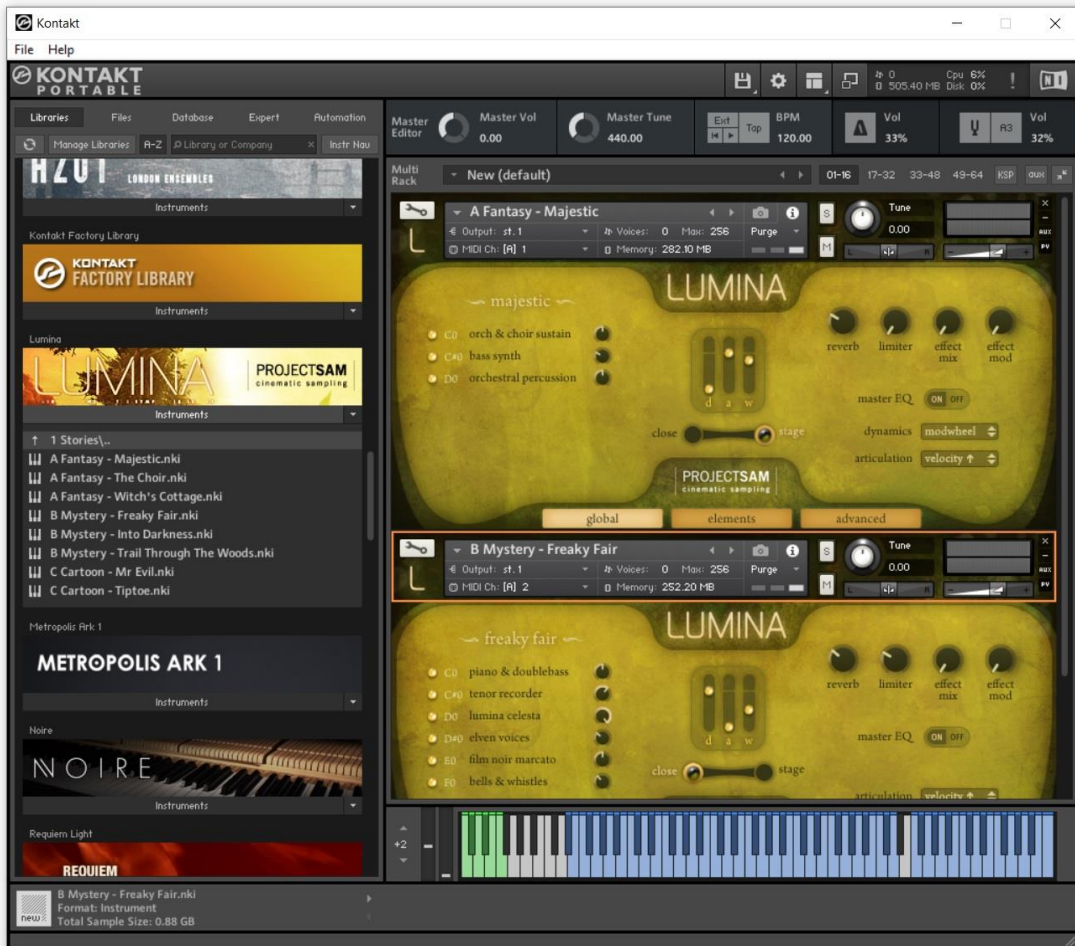 Kontakt
File Help
KONTAKT
PORTABLE
0
505.40 MB
Cpu 6%
Disk 0%
!
Libraries Files Database Expert Automation
Manage Libraries A-Z Library or Company × Instr Nav
LONDON ENSEMBLES
Instruments
Kontakt Factory Library
KONTAKT
FACTORY LIBRARY
Instruments
Lumina
LUMINA
PROJECTSAM
cinematic sampling
Instruments
↑ 1 Stories\..
A Fantasy - Majestic.nki
A Fantasy - The Choir.nki
A Fantasy - Witch's Cottage.nki
B Mystery - Freaky Fair.nki
B Mystery - Into Darkness.nki
B Mystery - Trail Through The Woods.nki
C Cartoon - Mr Evil.nki
C Cartoon - Tiptoe.nki
Metropolis Ark 1
METROPOLIS ARK 1
Instruments
Noire
NOIRE
Instruments
Requiem Light
REQUIEM
Master
Editor
Master Vol
0.00
Master Tune
440.00
Ext
Tap
BPM
120.00
Vol
33%
A3
Vol
32%
Multi
Rack
New (default)
01-16 17-32 33-48 49-64 KSP aux
A Fantasy - Majestic
Output: st.1 Voices: 0 Max: 256 Purge
MIDI Ch: [A] 1 Memory: 282.10 MB
S
M
Tune
0.00
L R
AUX
PV
LUMINA
majestic
C0 orch & choir sustain
C#0 bass synth
D0 orchestral percussion
d a w
close stage
reverb limiter effect mix effect mod
master EQ ON OFF
dynamics modwheel
articulation velocity ↑
PROJECTSAM
cinematic sampling
global elements advanced
B Mystery - Freaky Fair
Output: st.1 Voices: 0 Max: 256 Purge
MIDI Ch: [A] 2 Memory: 252.20 MB
S
M
Tune
0.00
L R
AUX
PV
LUMINA
freaky fair
C0 piano & doublebass
C#0 tenor recorder
D0 lumina celesta
D#0 elven voices
E0 film noir marcato
F0 bells & whistles
d a w
close stage
reverb limiter effect mix effect mod
master EQ ON OFF
articulation velocity ↑
+2
new
B Mystery - Freaky Fair.nki
Format: Instrument
Total Sample Size: 0.88 GB